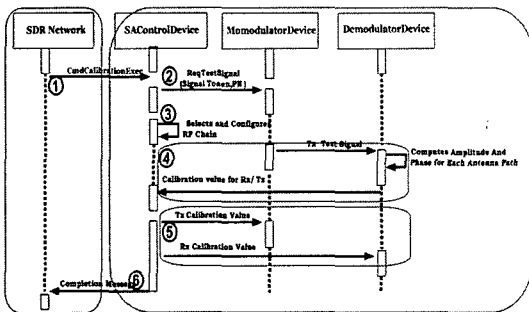 SDR Network
SAControlDevice
MomodulatorDevice
DemodulatorDevice
CmdCalibrationExec
①
②
ReqTestSignal
(Signal Tonen,PN)
③
Selects and Configures
RF Chain
Tx Test Signal
Computes Amplitude And
Phase for Each Antenna Path
④
Calibration value for Rx/Tx
Tx Calibration Value
⑤
Rx Calibration Value
Completion Message
⑥